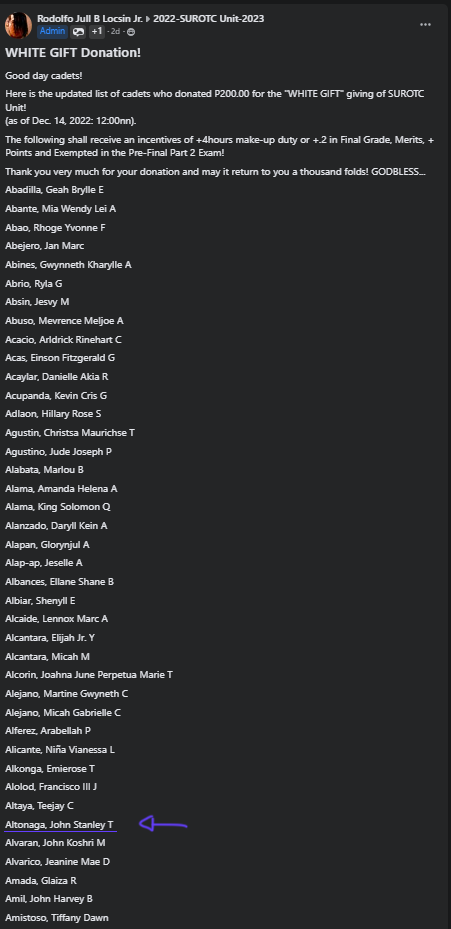 Rodolfo Jull B Locsin Jr. ▸ 2022-SUROTC Unit-2023
Admin +1 · 2d ·
WHITE GIFT Donation!
Good day cadets!
Here is the updated list of cadets who donated P200.00 for the "WHITE GIFT" giving of SUROTC
Unit!
(as of Dec. 14, 2022: 12:00nn).
The following shall receive an incentives of +4hours make-up duty or +.2 in Final Grade, Merits, +
Points and Exempted in the Pre-Final Part 2 Exam!
Thank you very much for your donation and may it return to you a thousand folds! GODBLESS...
Abadilla, Geah Brylle E
Abante, Mia Wendy Lei A
Abao, Rhoge Yvonne F
Abejero, Jan Marc
Abines, Gwynneth Kharylle A
Abrio, Ryla G
Absin, Jesvy M
Abuso, Mevrence Meljoe A
Acacio, Arldrick Rinehart C
Acas, Einson Fitzgerald G
Acaylar, Danielle Akia R
Acupanda, Kevin Cris G
Adlaon, Hillary Rose S
Agustin, Christsa Maurichse T
Agustino, Jude Joseph P
Alabata, Marlou B
Alama, Amanda Helena A
Alama, King Solomon Q
Alanzado, Daryll Kein A
Alapan, Glorynjul A
Alap-ap, Jeselle A
Albances, Ellane Shane B
Albiar, Shenyll E
Alcaide, Lennox Marc A
Alcantara, Elijah Jr. Y
Alcantara, Micah M
Alcorin, Joahna June Perpetua Marie T
Alejano, Martine Gwyneth C
Alejano, Micah Gabrielle C
Alferez, Arabellah P
Alicante, Niña Vianessa L
Alkonga, Emierose T
Alolod, Francisco III J
Altaya, Teejay C
Altonaga, John Stanley T
Alvaran, John Koshri M
Alvarico, Jeanine Mae D
Amada, Glaiza R
Amil, John Harvey B
Amistoso, Tiffany Dawn